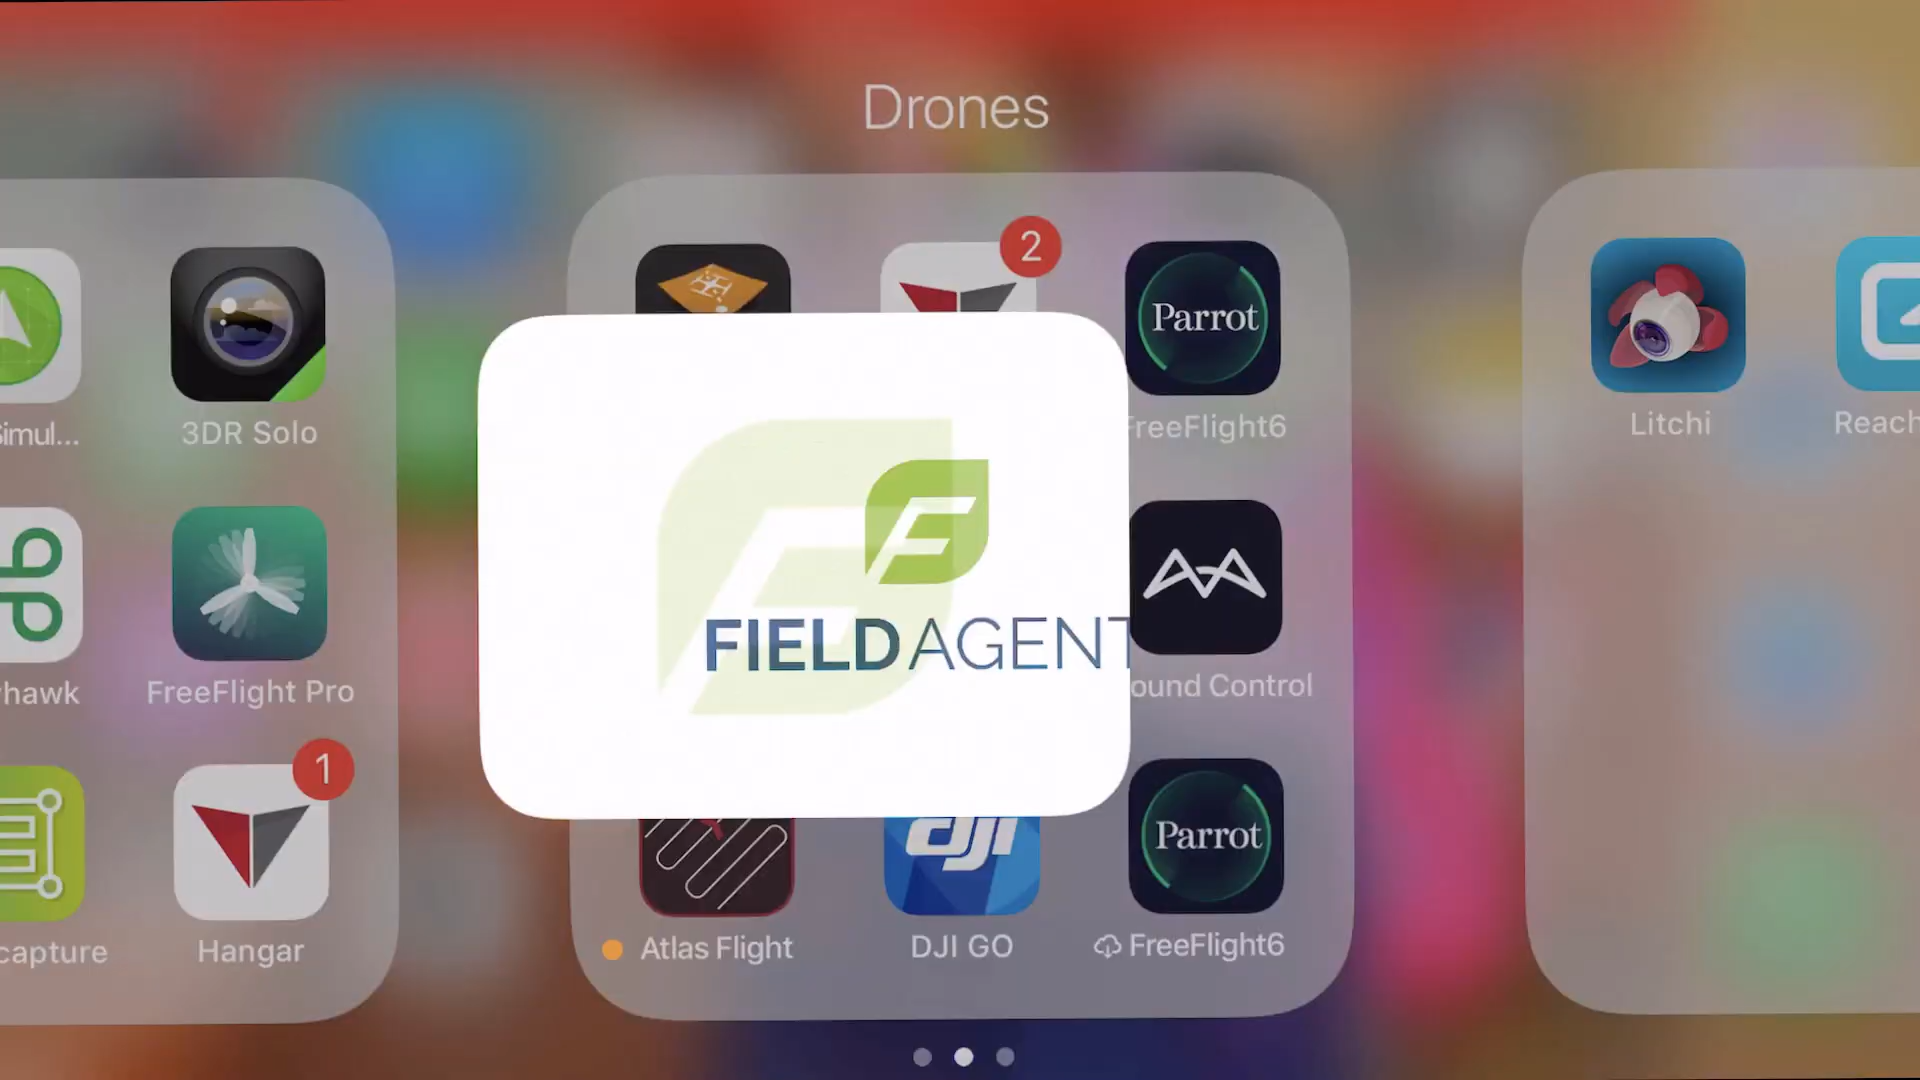 Drones
2
Parrot
3DR Solo
FreeFlight6
Litchi
F
FIELDAGENT
FreeFlight Pro
ound Control
1
dji
Parrot
capture
Hangar
Atlas Flight
DJI GO
FreeFlight6
Simul...
hawk
Reach